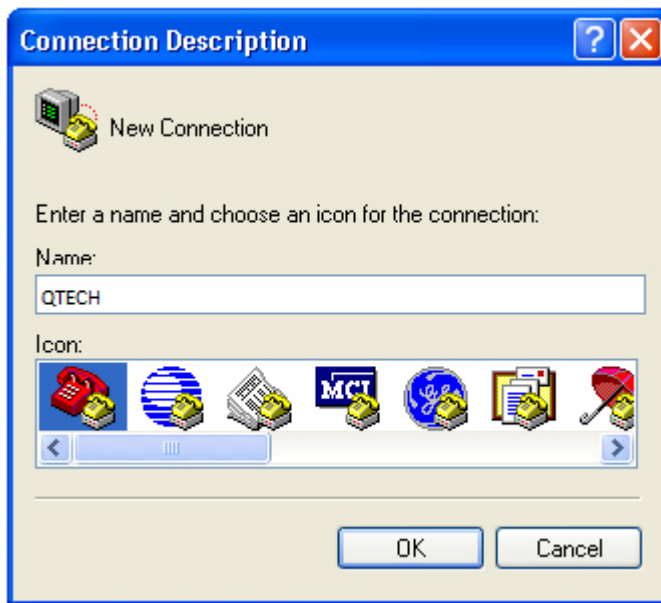 Connection Description
New Connection
Enter a name and choose an icon for the connection:
Name:
QTECH
Icon:
MCI
OK
Cancel